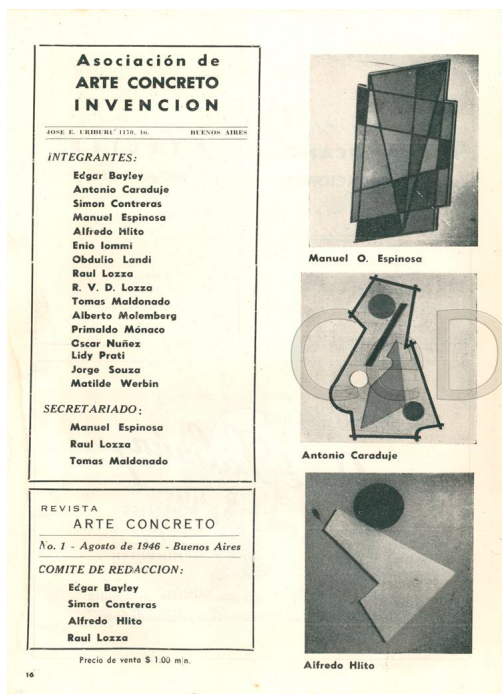 Asociación de
ARTE CONCRETO
INVENCION
JOSE E. URIBURU 1170, 1o. BUENOS AIRES
INTEGRANTES:
Edgar Bayley
Antonio Caraduje
Simon Contreras
Manuel Espinosa
Alfredo Hlito
Enio Iommi
Obdulio Landi
Raul Lozza
R. V. D. Lozza
Tomas Maldonado
Alberto Molemberg
Primaldo Mónaco
Oscar Nuñez
Lidy Prati
Jorge Souza
Matilde Werbin
SECRETARIADO:
Manuel Espinosa
Raul Lozza
Tomas Maldonado
REVISTA
ARTE CONCRETO
No. 1 - Agosto de 1946 - Buenos Aires
COMITE DE REDACCION:
Edgar Bayley
Simon Contreras
Alfredo Hlito
Raul Lozza
Precio de venta $ 1.00 m|n.
16
Manuel O. Espinosa
Antonio Caraduje
Alfredo Hlito